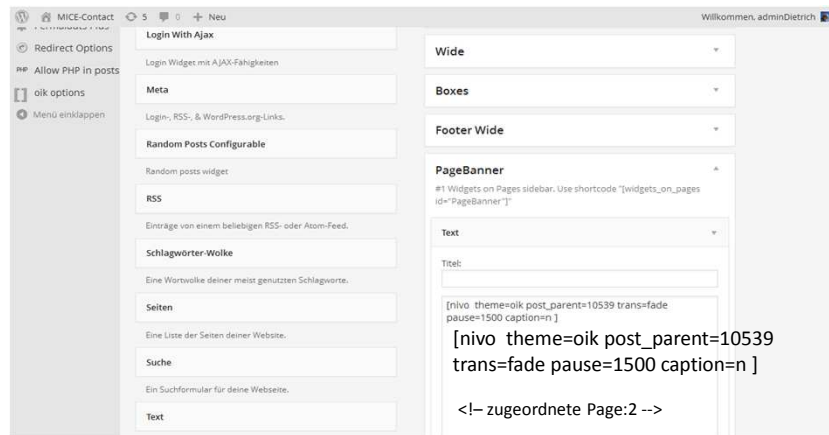 MICE-Contact 5 0 + Neu Willkommen, adminDietrich
Redirect Options
PHP Allow PHP in posts
[ ] oik options
Menü einklappen
Login With Ajax
Login Widget mit AJAX-Fähigkeiten
Meta
Login-, RSS-, & WordPress.org-Links.
Random Posts Configurable
Random posts widget
RSS
Einträge von einem beliebigen RSS- oder Atom-Feed.
Schlagwörter-Wolke
Eine Wortwolke deiner meist genutzten Schlagworte.
Seiten
Eine Liste der Seiten deiner Website.
Suche
Ein Suchformular für deine Webseite.
Text
Wide
Boxes
Footer Wide
PageBanner
#1 Widgets on Pages sidebar. Use shortcode "[widgets_on_pages
id="PageBanner"]"
Text
Titel:
[nivo theme=oik post_parent=10539 trans=fade
pause=1500 caption=n ]
[nivo theme=oik post_parent=10539
trans=fade pause=1500 caption=n ]
<!– zugeordnete Page:2 -->